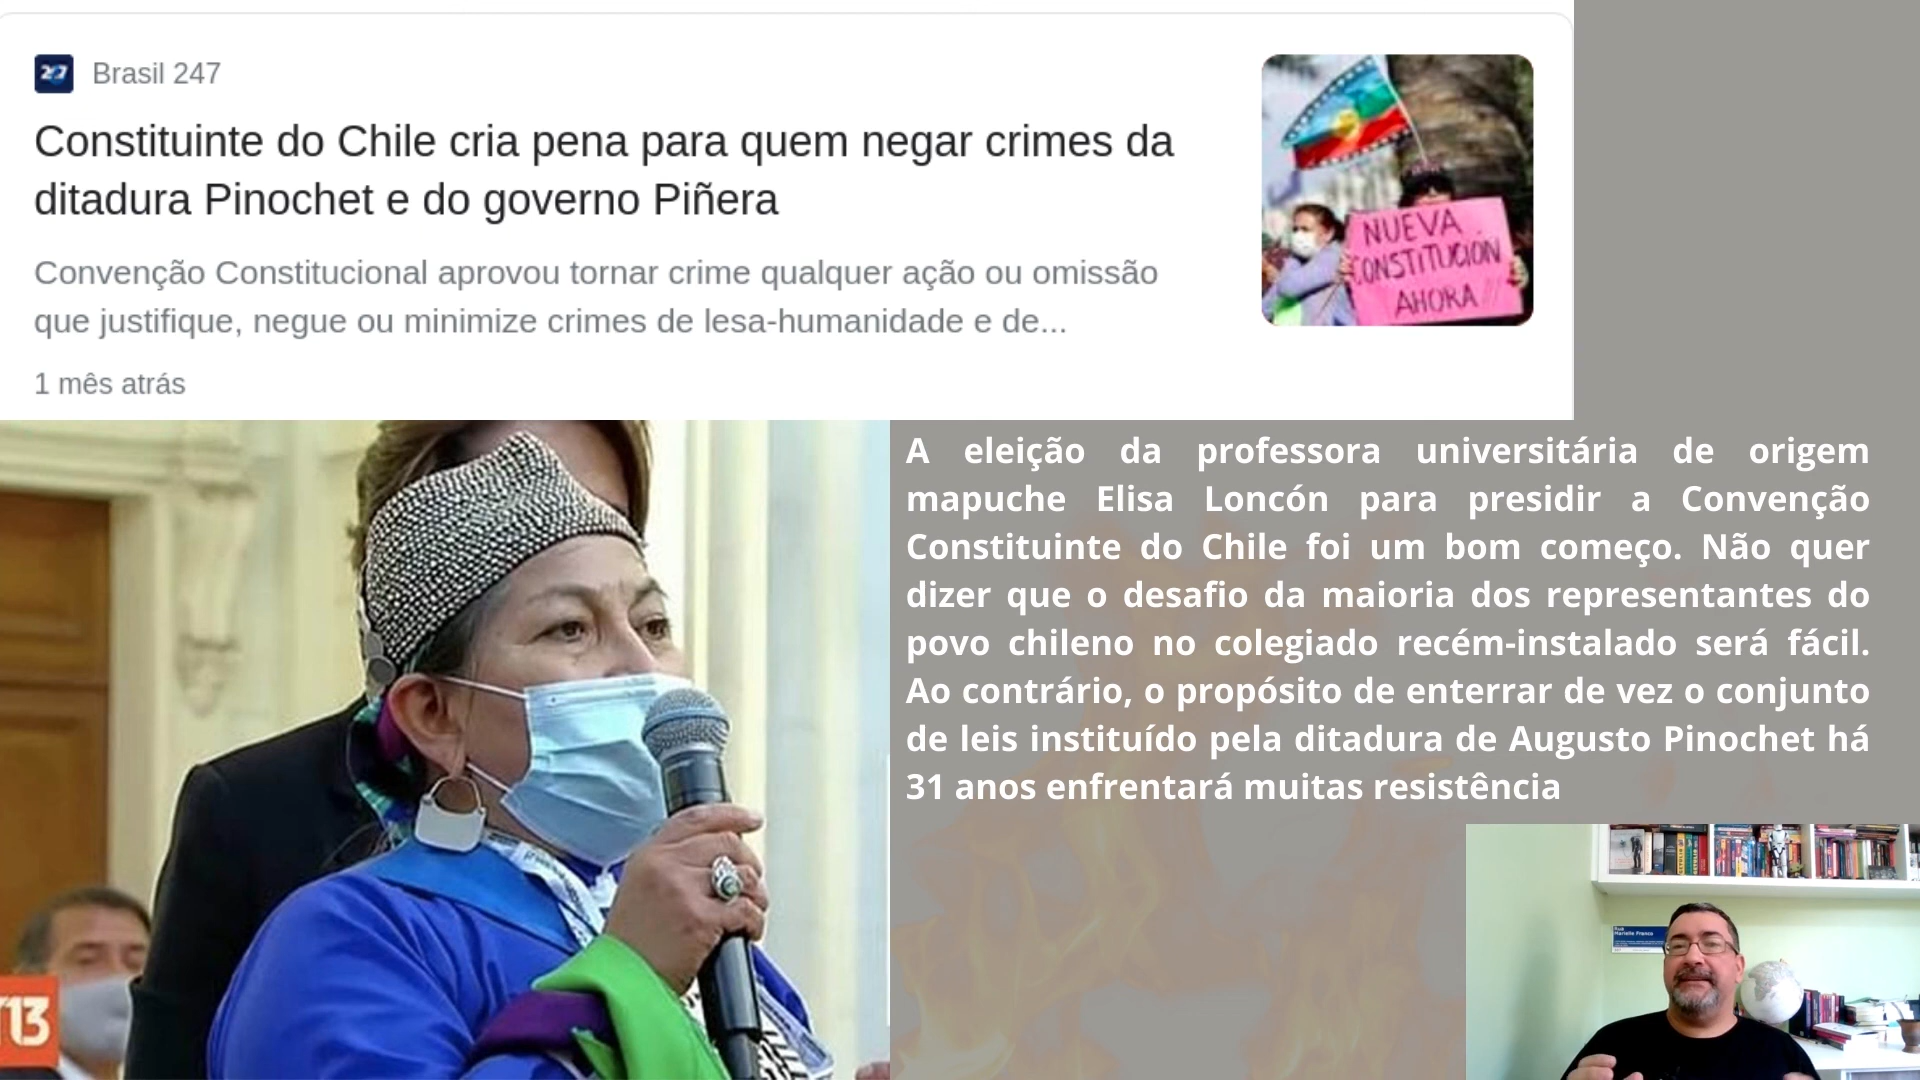 247
Brasil 247
Constituinte do Chile cria pena para quem negar crimes da
ditadura Pinochet e do governo Piñera
Convenção Constitucional aprovou tornar crime qualquer ação ou omissão
que justifique, negue ou minimize crimes de lesa-humanidade e de...
1 mês atrás
NUEVA
CONSTITUCION
AHORA
A eleição da professora universitária de origem
mapuche Elisa Loncón para presidir a Convenção
Constituinte do Chile foi um bom começo. Não quer
dizer que o desafio da maioria dos representantes do
povo chileno no colegiado recém-instalado será fácil.
Ao contrário, o propósito de enterrar de vez o conjunto
de leis instituído pela ditadura de Augusto Pinochet há
31 anos enfrentará muitas resistência
T13
Rua
Marielle Franco